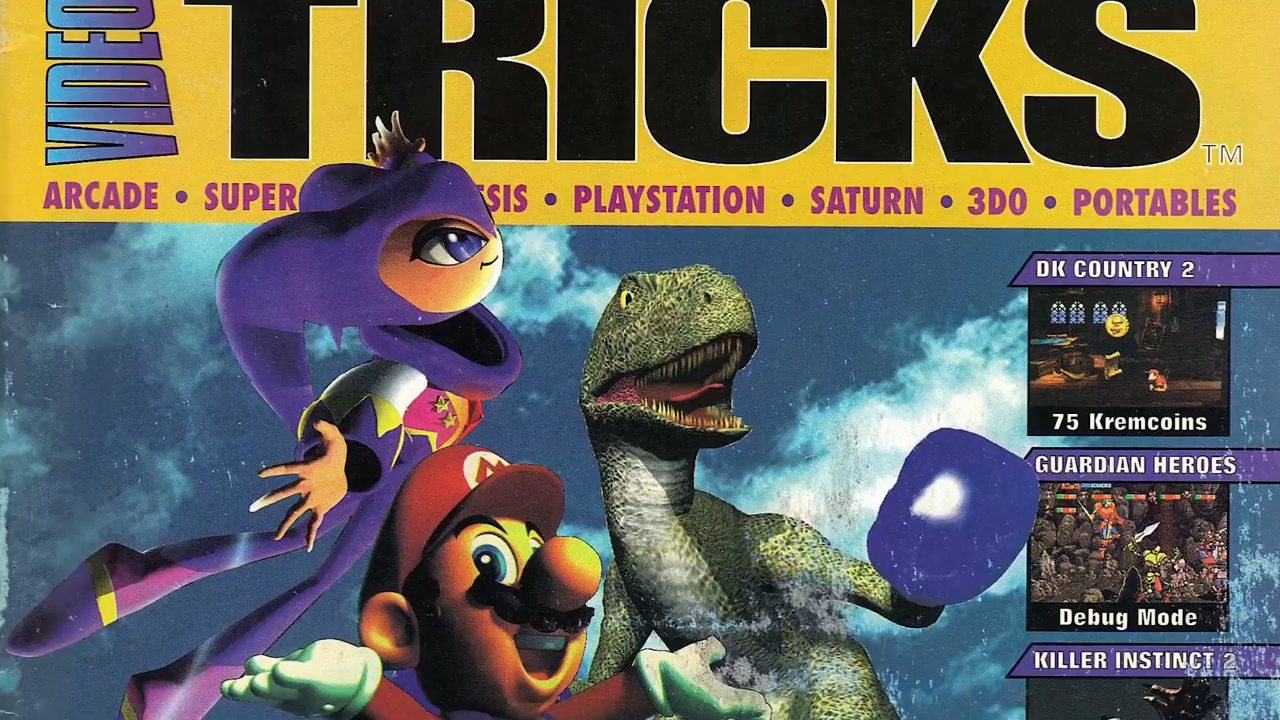 VIDEO
TRICKS
TM
ARCADE • SUPER SIS • PLAYSTATION • SATURN • 3DO • PORTABLES
DK COUNTRY 2
75 Kremcoins
GUARDIAN HEROES
Debug Mode
KILLER INSTINCT 2
M